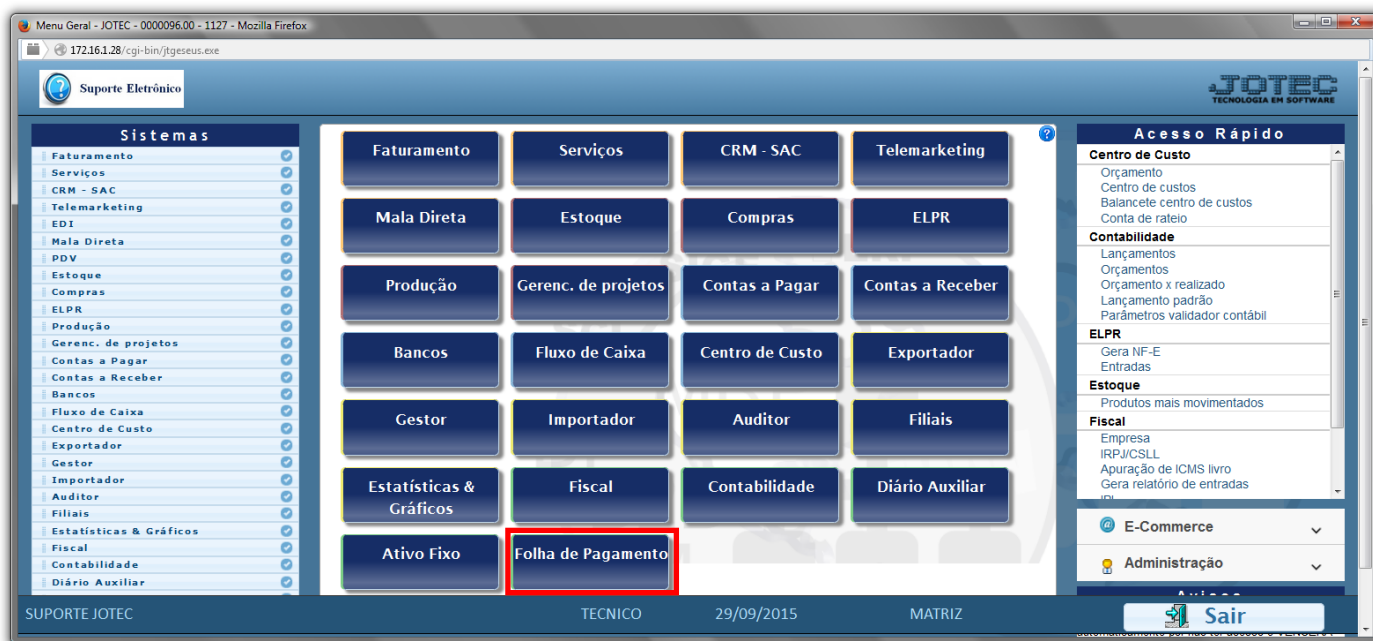 Menu Geral - JOTEC - 0000096.00 - 1127 - Mozilla Firefox
172.16.1.28/cgi-bin/jtgeseus.exe
Suporte Eletrônico
JOTEC
TECNOLOGIA EM SOFTWARE
Sistemas
Faturamento
Serviços
CRM - SAC
Telemarketing
EDI
Mala Direta
PDV
Estoque
Compras
ELPR
Produção
Gerenc. de projetos
Contas a Pagar
Contas a Receber
Bancos
Fluxo de Caixa
Centro de Custo
Exportador
Gestor
Importador
Auditor
Filiais
Estatísticas & Gráficos
Fiscal
Contabilidade
Diário Auxiliar
Faturamento
Serviços
CRM - SAC
Telemarketing
Mala Direta
Estoque
Compras
ELPR
Produção
Gerenc. de projetos
Contas a Pagar
Contas a Receber
Bancos
Fluxo de Caixa
Centro de Custo
Exportador
Gestor
Importador
Auditor
Filiais
Estatísticas &
Gráficos
Fiscal
Contabilidade
Diário Auxiliar
Ativo Fixo
Folha de Pagamento
Acesso Rápido
Centro de Custo
Orçamento
Centro de custos
Balancete centro de custos
Conta de rateio
Contabilidade
Lançamentos
Orçamentos
Orçamento x realizado
Lançamento padrão
Parâmetros validador contábil
ELPR
Gera NF-E
Entradas
Estoque
Produtos mais movimentados
Fiscal
Empresa
IRPJ/CSLL
Apuração de ICMS livro
Gera relatório de entradas
E-Commerce
Administração
SUPORTE JOTEC
TECNICO
29/09/2015
MATRIZ
Sair